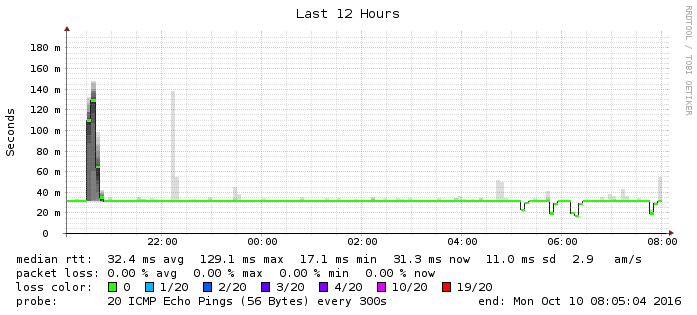 Last 12 Hours
RRDTOOL / TOBI OETIKER
Seconds
180 m
160 m
140 m
120 m
100 m
80 m
60 m
40 m
20 m
0
22:00 00:00 02:00 04:00 06:00 08:00
median rtt: 32.4 ms avg 129.1 ms max 17.1 ms min 31.3 ms now 11.0 ms sd 2.9 am/s
packet loss: 0.00 % avg 0.00 % max 0.00 % min 0.00 % now
loss color: 0 1/20 2/20 3/20 4/20 10/20 19/20
probe: 20 ICMP Echo Pings (56 Bytes) every 300s end: Mon Oct 10 08:05:04 2016